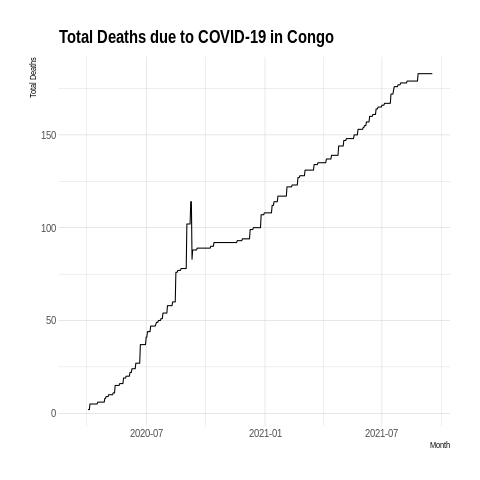 Total Deaths due to COVID-19 in Congo
Total Deaths
150
100
50
0
2020-07
2021-01
2021-07
Month